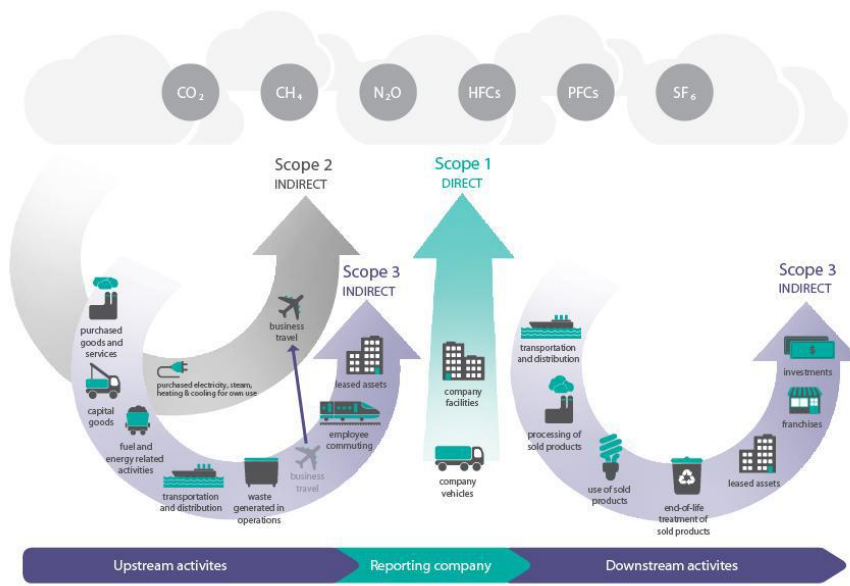 CO₂
CH₄
N₂O
HFCs
PFCs
SF₆
Scope 2
INDIRECT
Scope 1
DIRECT
Scope 3
INDIRECT
Scope 3
INDIRECT
purchased
goods and
services
capital
goods
fuel and
energy related
activities
purchased electricity, steam,
heating & cooling for own use
business
travel
transportation
and distribution
waste
generated in
operations
business
travel
employee
commuting
leased assets
company
facilities
company
vehicles
transportation
and distribution
processing of
sold products
use of sold
products
end-of-life
treatment of
sold products
leased assets
franchises
$
investments
Upstream activites
Reporting company
Downstream activites